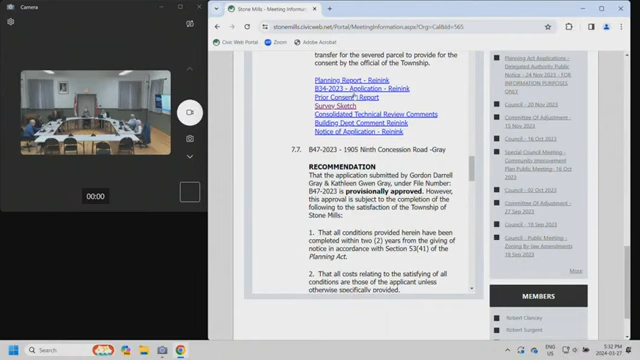 Camera
00:00
Stone Mills - Meeting Informati
stonemills.civicweb.net/Portal/MeetingInformation.aspx?Org=Cal&Id=565
Civic Web Portal
Zoom
Adobe Acrobat
transfer for the severed parcel to provide for the
consent by the official of the Township.
Planning Report - Reinink
B34-2023 - Application - Reinink
Prior Consent Report
Survey Sketch
Consolidated Technical Review Comments
Building Dept Comment Reinink
Notice of Application - Reinink
7.7. B47-2023 - 1905 Ninth Concession Road -Gray
RECOMMENDATION
That the application submitted by Gordon Darrell
Gray & Kathleen Gwen Gray, under File Number:
B47-2023 is provisionally approved. However,
this approval is subject to the completion of the
following to the satisfaction of the Township of
Stone Mills:
1. That all conditions provided herein have been
completed within two (2) years from the giving of
notice in accordance with Section 53(41) of the
Planning Act.
2. That all costs relating to the satisfying of all
conditions are those of the applicant unless
otherwise specifically provided.
Planning Act Applications -
Delegated Authority Public
Notice - 24 Nov 2023 - FOR
INFORMATION PURPOSES
ONLY
Council - 20 Nov 2023
Committee Of Adjustment -
15 Nov 2023
Council - 16 Oct 2023
Special Council Meeting -
Community Improvement
Plan Public Meeting - 16
Oct 2023
Council - 02 Oct 2023
Committee Of Adjustment -
27 Sep 2023
Council - Public Meeting -
Zoning By-law Amendments
18 Sep 2023
More
MEMBERS
Robert Clancey
Robert Surgent
Search
ENG
US
3:32 PM
2024-03-27